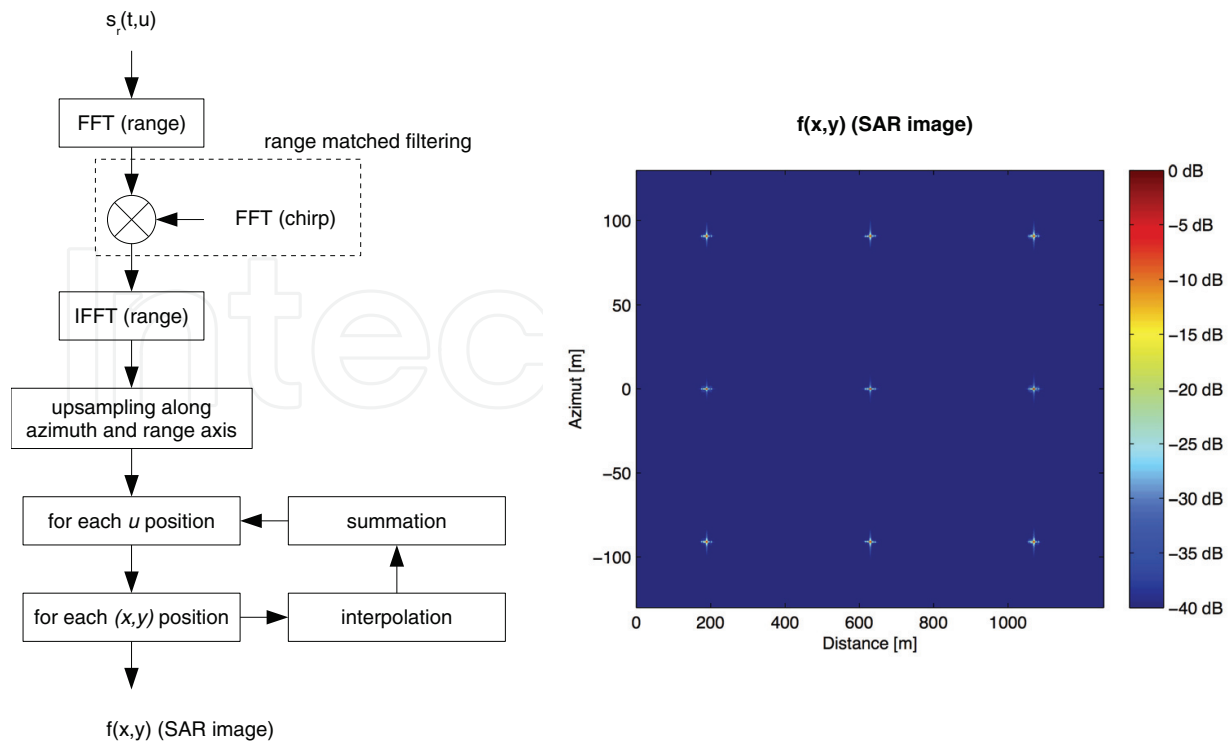 s_r(t,u)
FFT (range)
range matched filtering
FFT (chirp)
IFFT (range)
upsampling along
azimuth and range axis
for each u position
summation
for each (x,y) position
interpolation
f(x,y) (SAR image)
Intec
f(x,y) (SAR image)
100
50
0
−50
−100
Azimut [m]
0 200 400 600 800 1000
Distance [m]
0 dB
−5 dB
−10 dB
−15 dB
−20 dB
−25 dB
−30 dB
−35 dB
−40 dB